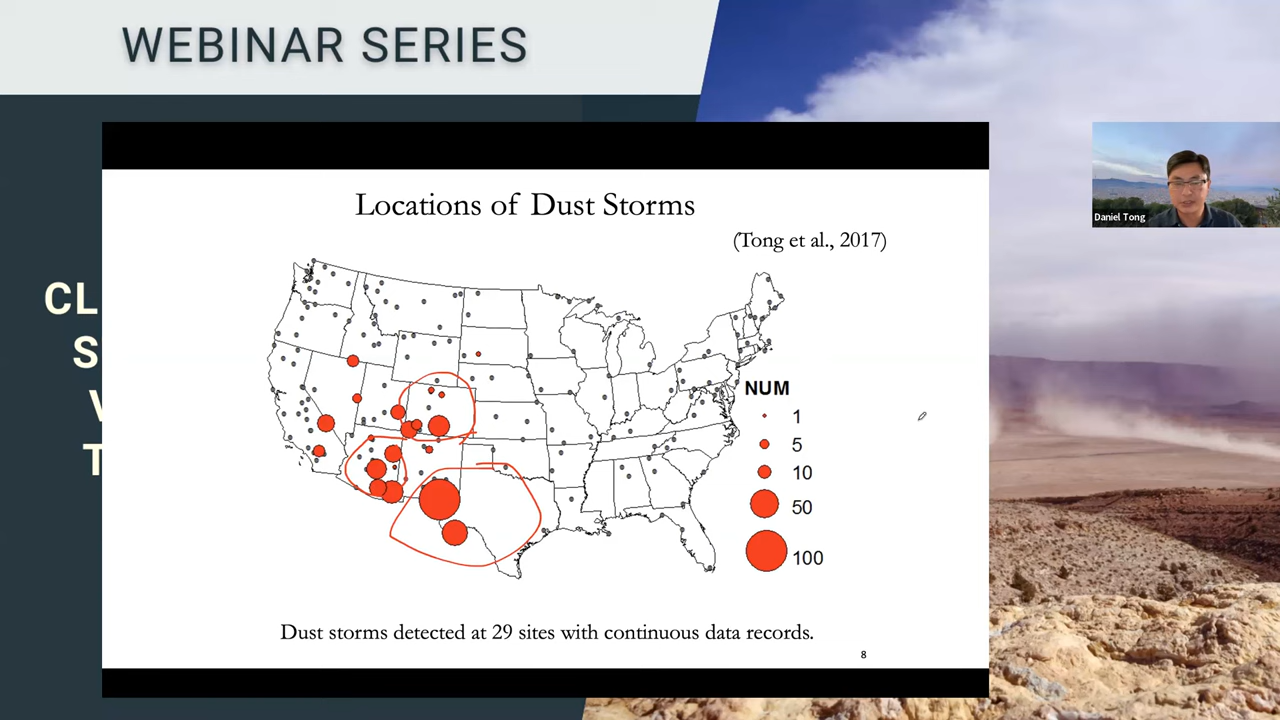 WEBINAR SERIES
CL
S
V
T
Locations of Dust Storms
(Tong et al., 2017)
NUM
1
5
10
50
100
Dust storms detected at 29 sites with continuous data records.
8
Daniel Tong